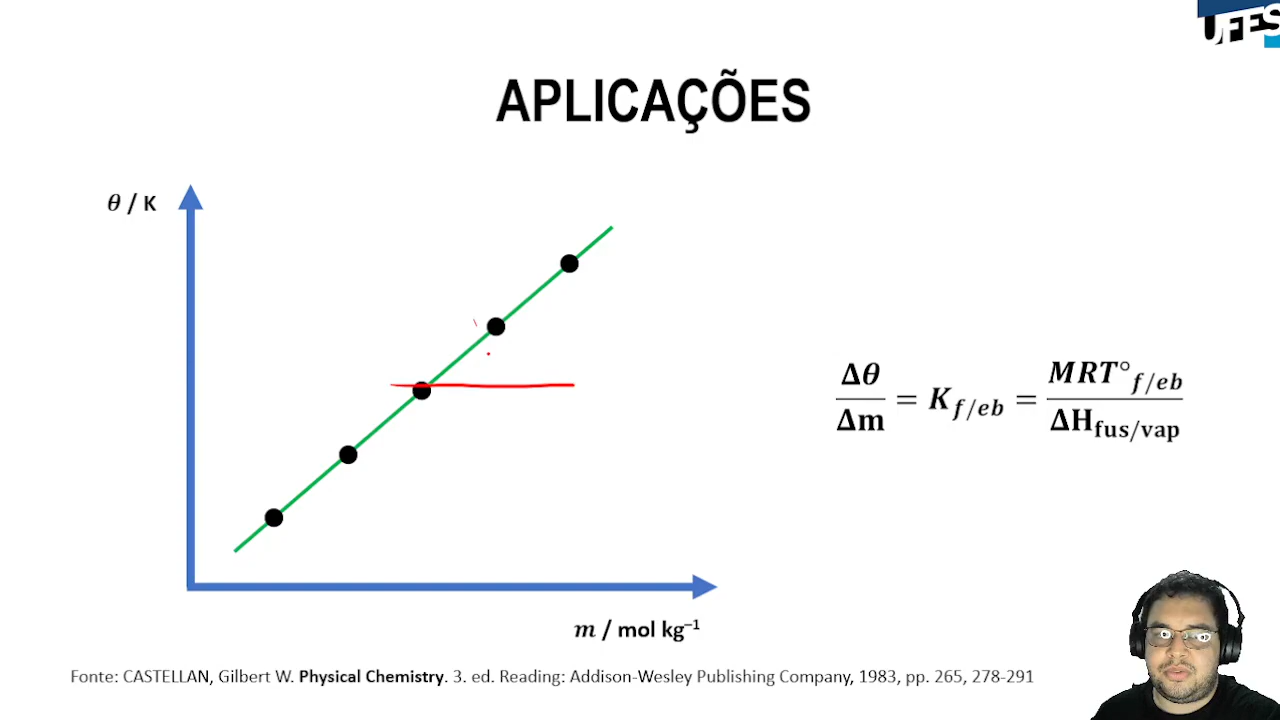 UFES
APLICAÇÕES
θ / K
Δθ/Δm = K_f/eb = MRT°_f/eb/ΔH_fus/vap
m / mol kg⁻¹
Fonte: CASTELLAN, Gilbert W. Physical Chemistry. 3. ed. Reading: Addison-Wesley Publishing Company, 1983, pp. 265, 278-291